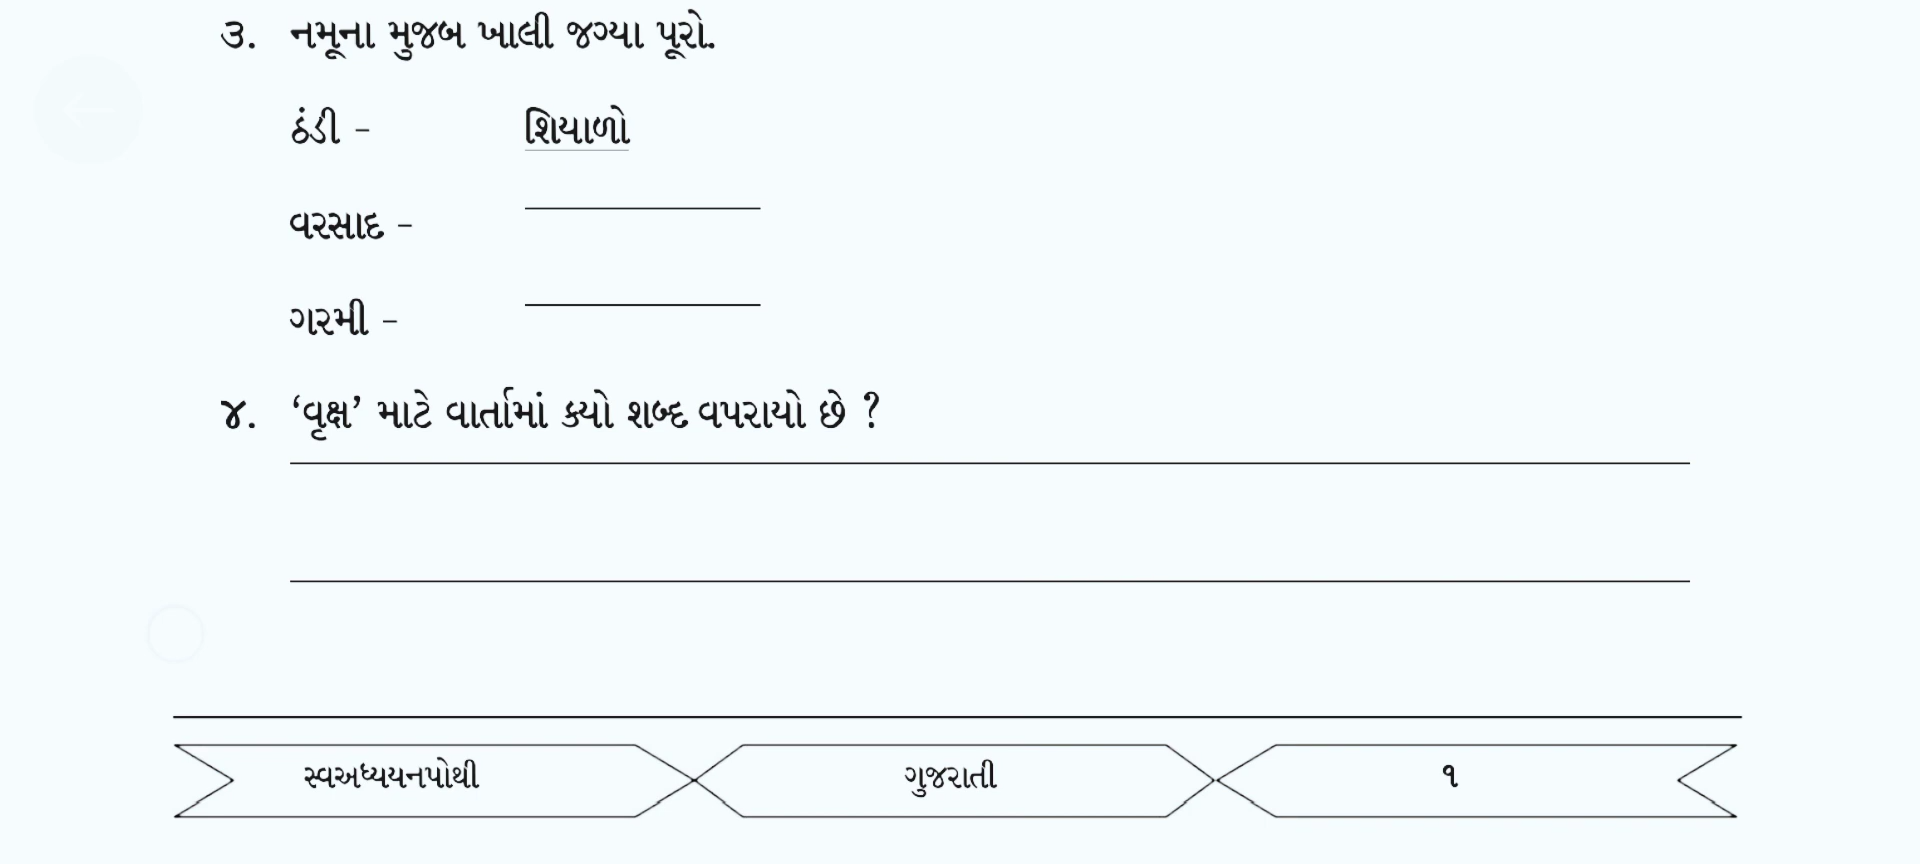 ૩. નમૂના મુજબ ખાલી જગ્યા પૂરો.
ઠંડી - શિયાળો
વરસાદ -
ગરમી -
૪. ‘વૃક્ષ’ માટે વાર્તામાં ક્યો શબ્દ વપરાયો છે ?
સ્વઅધ્યયનપોથી ગુજરાતી ૧